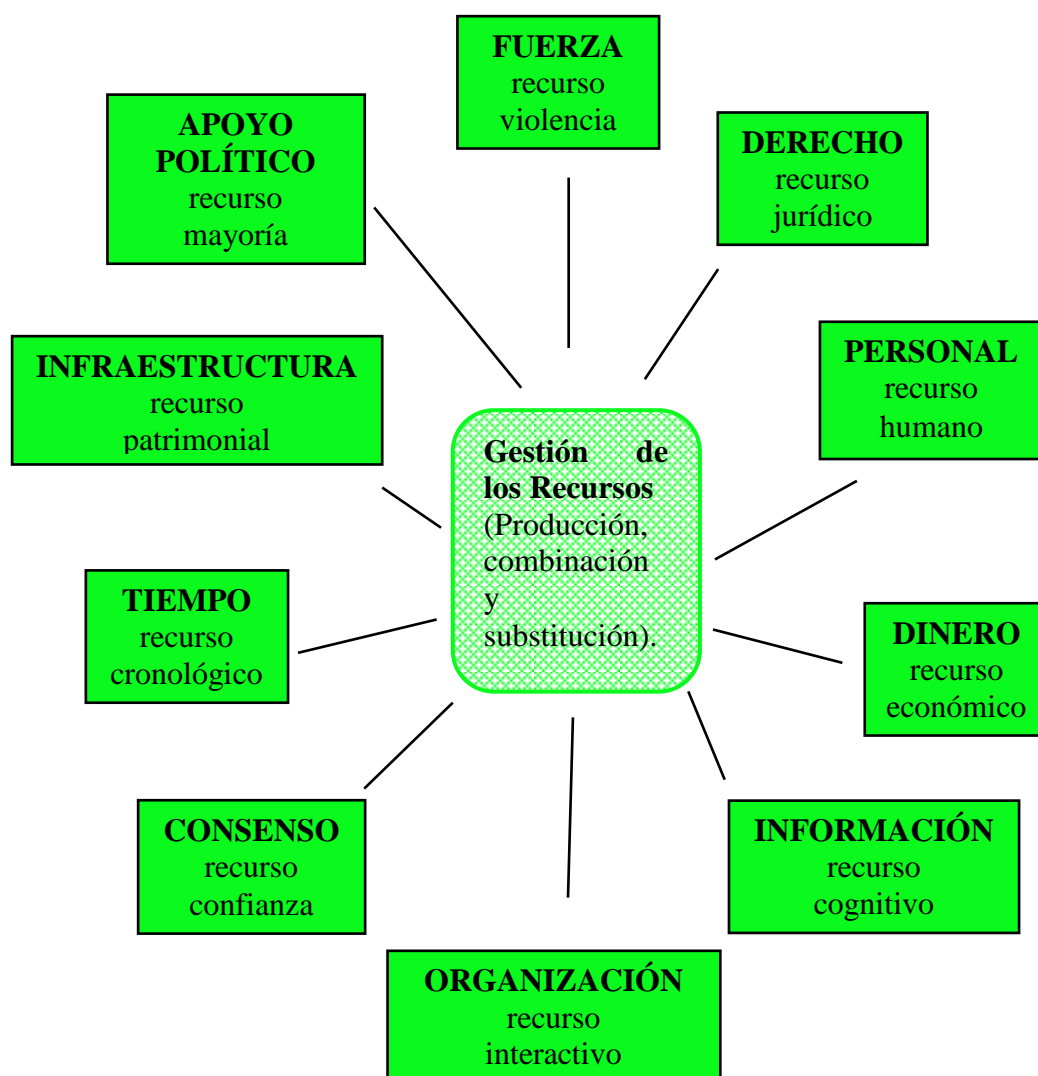 FUERZA
recurso
violencia
APOYO
POLÍTICO
recurso
mayoría
DERECHO
recurso
jurídico
INFRAESTRUCTURA
recurso
patrimonial
PERSONAL
recurso
humano
Gestión de
los Recursos
(Producción,
combinación
y
substitución).
TIEMPO
recurso
cronológico
DINERO
recurso
económico
CONSENSO
recurso
confianza
INFORMACIÓN
recurso
cognitivo
ORGANIZACIÓN
recurso
interactivo